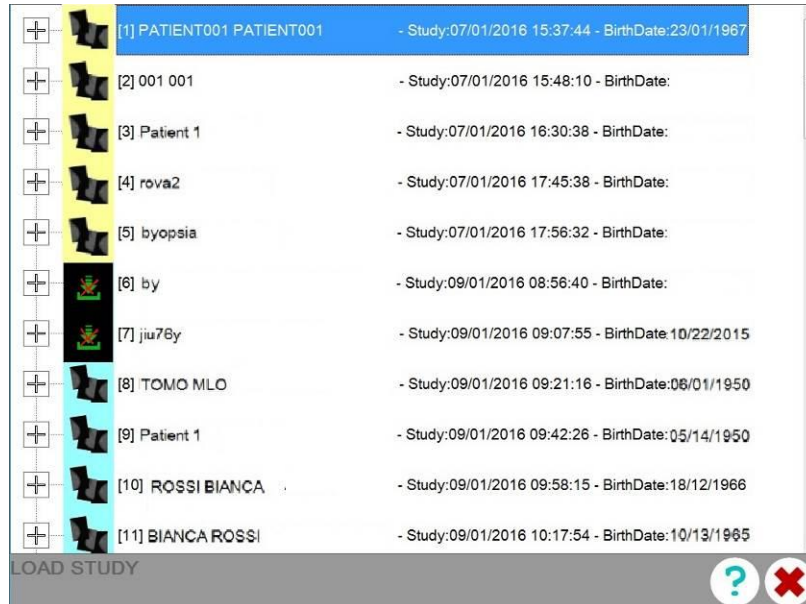 [1] PATIENT001 PATIENT001 - Study:07/01/2016 15:37:44 - BirthDate:23/01/1967
[2] 001 001 - Study:07/01/2016 15:48:10 - BirthDate:
[3] Patient 1 - Study:07/01/2016 16:30:38 - BirthDate:
[4] rova2 - Study:07/01/2016 17:45:38 - BirthDate:
[5] byopsia - Study:07/01/2016 17:56:32 - BirthDate:
[6] by - Study:09/01/2016 08:56:40 - BirthDate:
[7] jiu76y - Study:09/01/2016 09:07:55 - BirthDate:10/22/2015
[8] TOMO MLO - Study:09/01/2016 09:21:16 - BirthDate:06/01/1950
[9] Patient 1 - Study:09/01/2016 09:42:26 - BirthDate:05/14/1950
[10] ROSSI BIANCA - Study:09/01/2016 09:58:15 - BirthDate:18/12/1966
[11] BIANCA ROSSI - Study:09/01/2016 10:17:54 - BirthDate:10/13/1965
LOAD STUDY
?